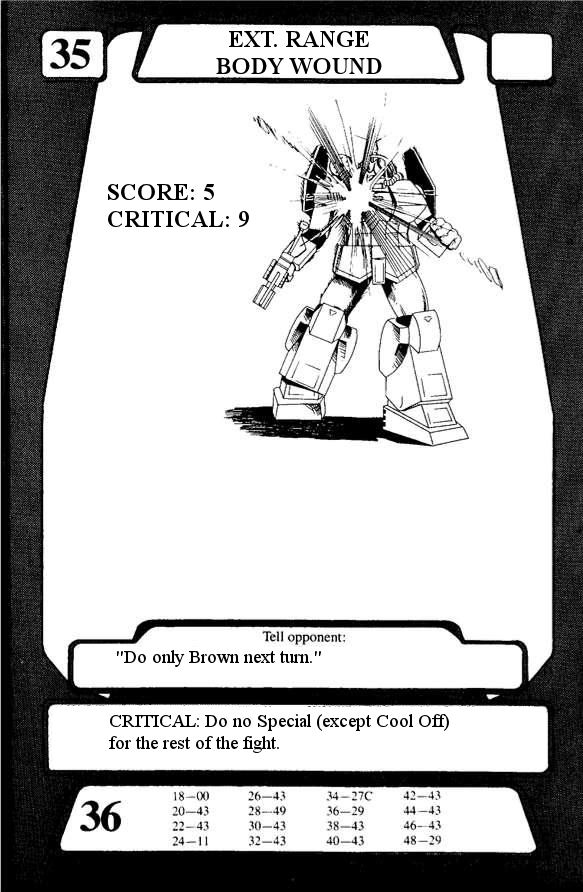 35
EXT. RANGE
BODY WOUND
SCORE: 5
CRITICAL: 9
Tell opponent:
"Do only Brown next turn."
CRITICAL: Do no Special (except Cool Off)
for the rest of the fight.
36
18—00 26—43 34—27C 42—43
20—43 28—49 36—29 44—43
22—43 30—43 38—43 46—43
24—11 32—43 40—43 48—29